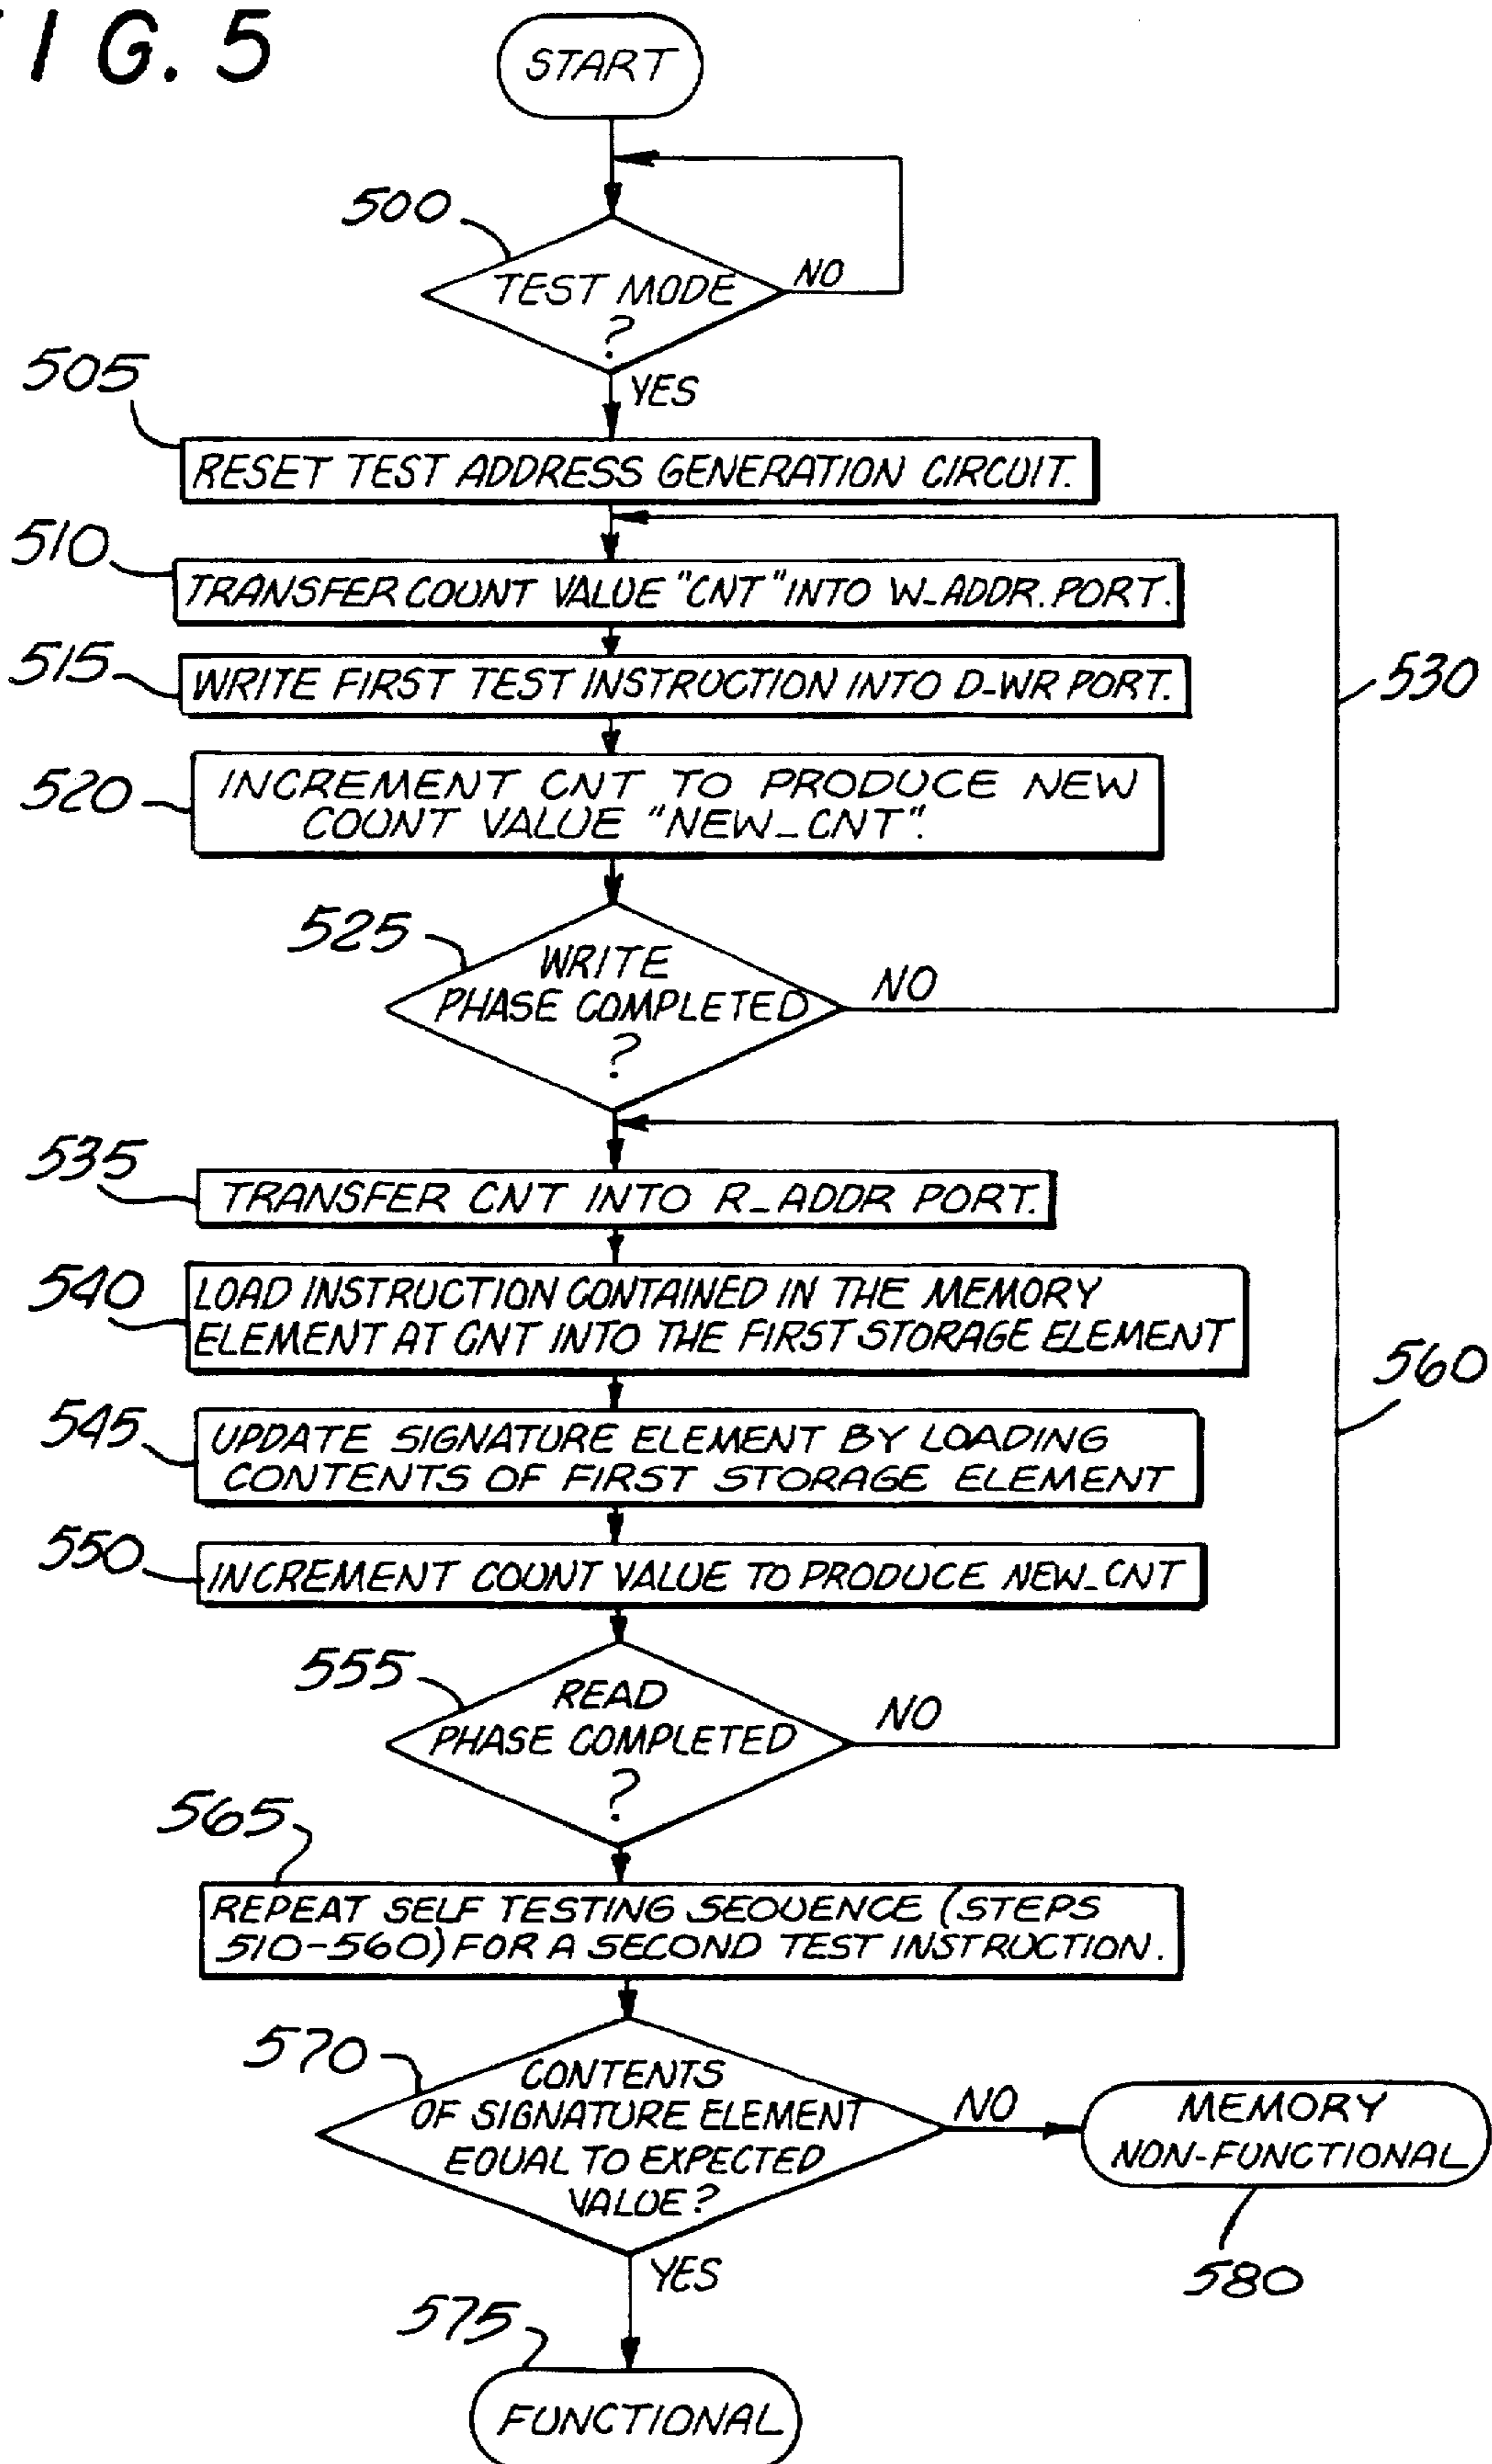 FIG. 5
START
500
TEST MODE
?
NO
YES
505
RESET TEST ADDRESS GENERATION CIRCUIT.
510
TRANSFER COUNT VALUE "CNT" INTO W_ADDR. PORT.
515
WRITE FIRST TEST INSTRUCTION INTO D-WR PORT.
530
520
INCREMENT CNT TO PRODUCE NEW
COUNT VALUE "NEW_CNT".
525
WRITE
PHASE COMPLETED
?
NO
535
TRANSFER CNT INTO R_ADDR PORT.
540
LOAD INSTRUCTION CONTAINED IN THE MEMORY
ELEMENT AT CNT INTO THE FIRST STORAGE ELEMENT
560
545
UPDATE SIGNATURE ELEMENT BY LOADING
CONTENTS OF FIRST STORAGE ELEMENT
550
INCREMENT COUNT VALUE TO PRODUCE NEW_CNT
555
READ
PHASE COMPLETED
?
NO
565
REPEAT SELF TESTING SEQUENCE (STEPS
510-560) FOR A SECOND TEST INSTRUCTION.
570
CONTENTS
OF SIGNATURE ELEMENT
EQUAL TO EXPECTED
VALUE?
NO
MEMORY
NON-FUNCTIONAL
580
YES
575
FUNCTIONAL